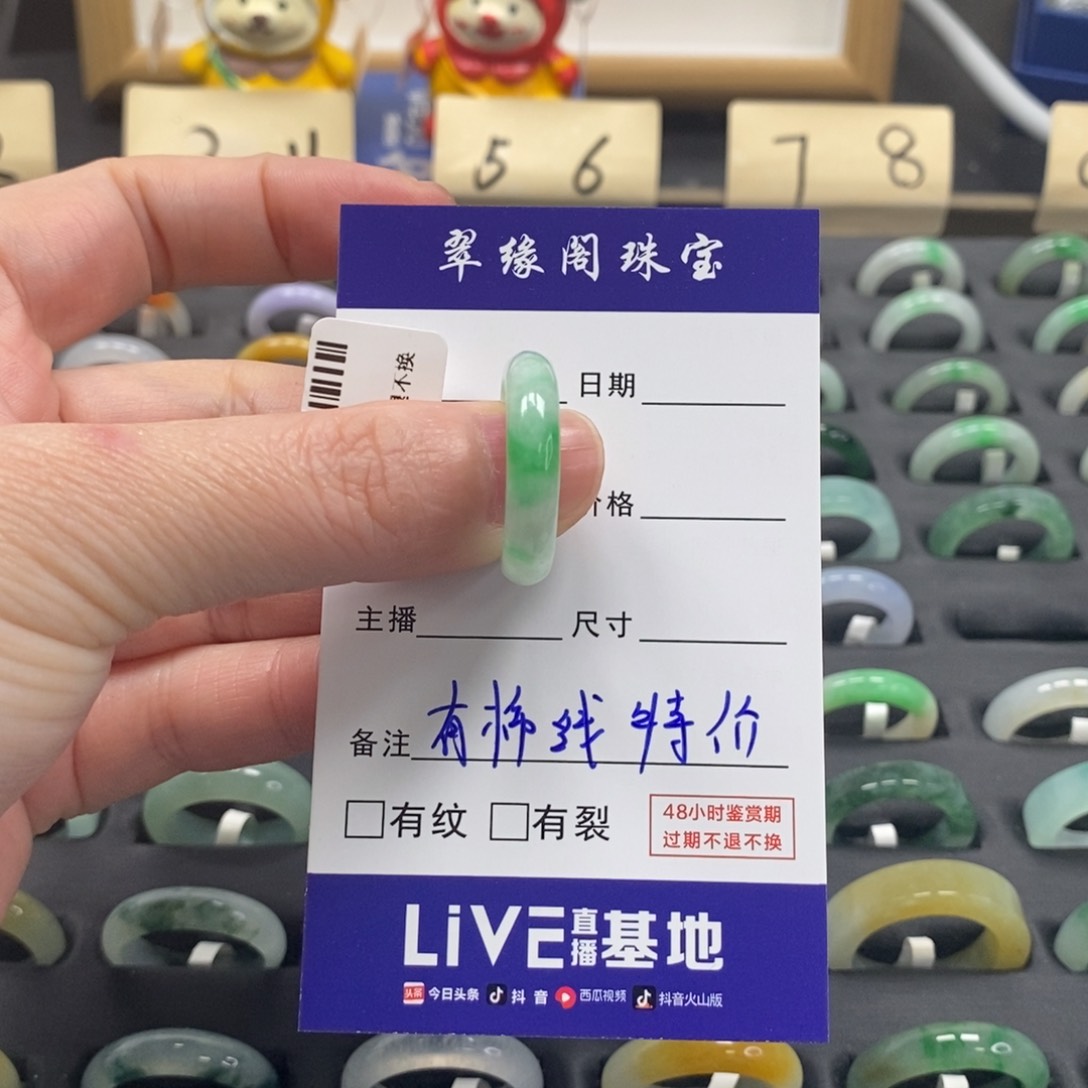 3 4
5 6
7 8
翠缘阁珠宝
不换
日期
价格
主播
尺寸
备注 有棉线 特价
有纹 有裂
48小时鉴赏期
过期不退不换
LiVE直播基地
头条 今日头条 抖音 西瓜视频 抖音火山版